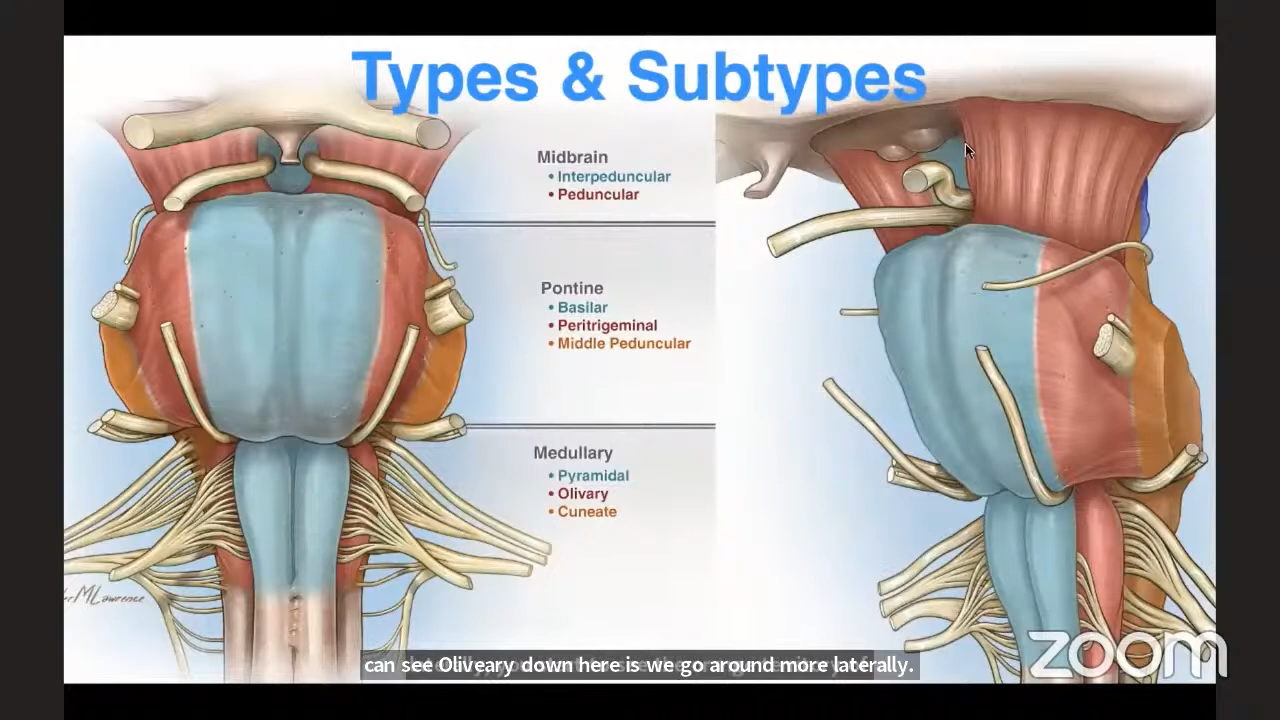 Types & Subtypes
Midbrain
• Interpeduncular
• Peduncular
Pontine
• Basilar
• Peritrigeminal
• Middle Peduncular
Medullary
• Pyramidal
• Olivary
• Cuneate
MLawrence
can see Oliveary down here is we go around more laterally.
zoom